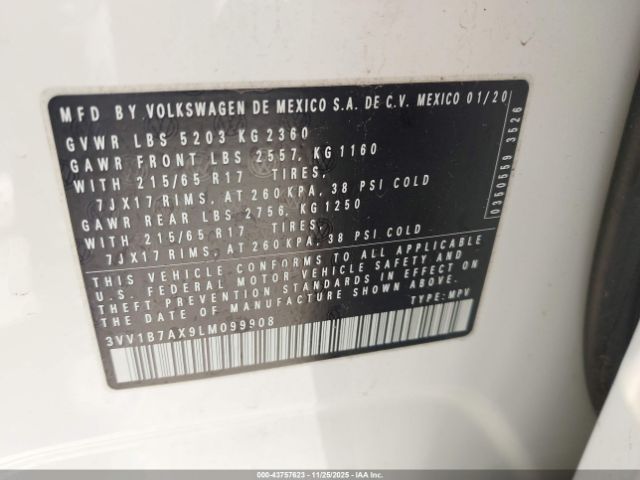 MFD BY VOLKSWAGEN DE MEXICO S.A. DE C.V. MEXICO 01/20
GVWR LBS 5203 KG 2360
GAWR FRONT LBS 2557, KG 1160
WITH 215/65 R17 TIRES,
7JX17 RIMS, AT 260 KPA, 38 PSI COLD
GAWR REAR LBS 2756, KG 1250
WITH 215/65 R17 TIRES,
7JX17 RIMS, AT 260 KPA, 38 PSI COLD
THIS VEHICLE CONFORMS TO ALL APPLICABLE
U.S. FEDERAL MOTOR VEHICLE SAFETY AND
THEFT PREVENTION STANDARDS IN EFFECT ON
THE DATE OF MANUFACTURE SHOWN ABOVE.
3VV1B7AX9LM099908
TYPE: MPV
0350559 3526
000-43757623 - 11/25/2025 - IAAI.com